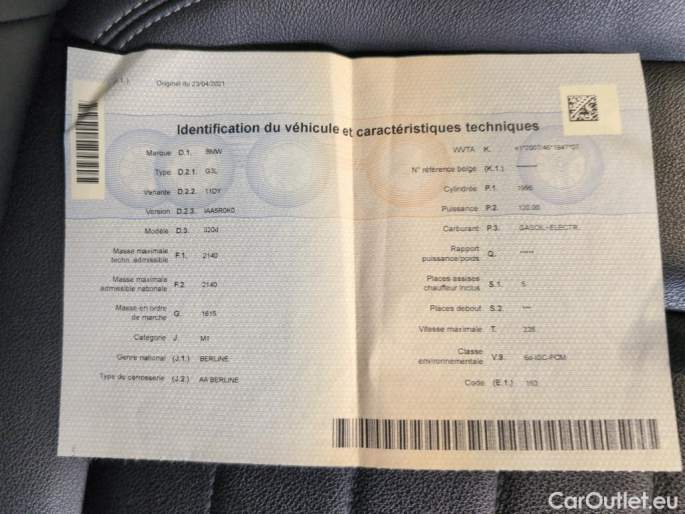 Originel du 23/04/2021
Identification du véhicule et caractéristiques techniques
Marque D.1. BMW
Type D.2.1. G3L
Variante D.2.2. 11DY
Version D.2.3.
Modèle D.3. 320d
Masse maximale
techn. admissible F.1. 2140
Masse maximale
admissible nationale F.2. 2140
Masse en ordre
de marche G. 1615
Catégorie J. M1
Genre national (J.1.) BERLINE
Type de carrosserie (J.2.) AA BERLINE
WVTA K.
N° référence belge (K.1.) ------
Cylindrée P.1. 1995
Puissance P.2. 120.00
Carburant P.3. GASOIL+ELECTR.
Rapport
puissance/poids Q. -----
Places assises
chauffeur inclus S.1. 5
Places debout S.2. ---
Vitesse maximale T. 235
Classe
environnementale V.9.
Code (E.1.)
CarOutlet.eu